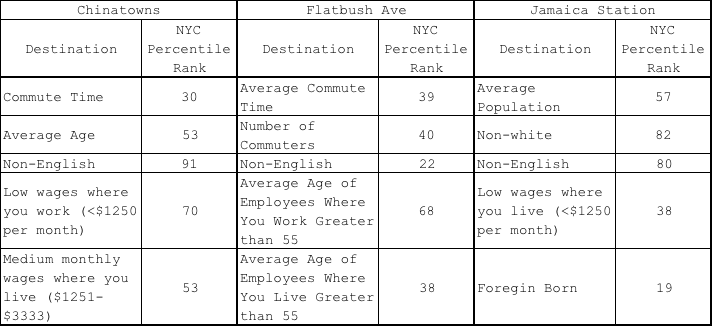 Chinatowns
Flatbush Ave
Jamaica Station
Destination
NYC
Percentile
Rank
Destination
NYC
Percentile
Rank
Destination
NYC
Percentile
Rank
Commute Time
30
Average Commute
Time
39
Average
Population
57
Average Age
53
Number of
Commuters
40
Non-white
82
Non-English
91
Non-English
22
Non-English
80
Low wages where
you work (<$1250
per month)
70
Average Age of
Employees Where
You Work Greater
than 55
68
Low wages where
you live (<$1250
per month)
38
Medium monthly
wages where you
live ($1251-
$3333)
53
Average Age of
Employees Where
You Live Greater
than 55
38
Foregin Born
19